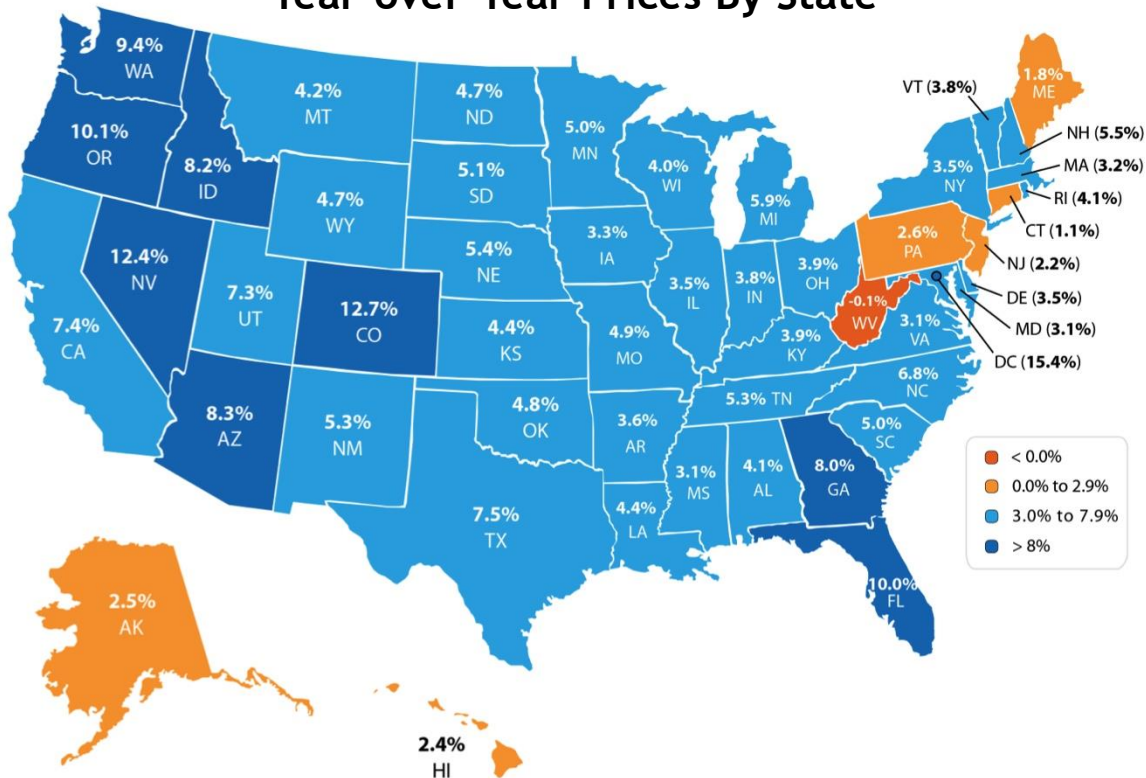 Year-over-Year Prices By State
9.4%
WA
10.1%
OR
8.2%
ID
4.2%
MT
4.7%
ND
5.0%
MN
5.1%
SD
4.7%
WY
4.0%
WI
5.9%
MI
3.5%
NY
VT (3.8%)
1.8%
ME
NH (5.5%)
MA (3.2%)
RI (4.1%)
CT (1.1%)
NJ (2.2%)
DE (3.5%)
MD (3.1%)
DC (15.4%)
2.6%
PA
12.4%
NV
7.3%
UT
7.4%
CA
12.7%
CO
5.4%
NE
3.3%
IA
3.5%
IL
3.8%
IN
3.9%
OH
-0.1%
WV
3.1%
VA
4.4%
KS
4.9%
MO
3.9%
KY
6.8%
NC
5.3% TN
8.3%
AZ
5.3%
NM
4.8%
OK
3.6%
AR
5.0%
SC
3.1%
MS
4.1%
AL
8.0%
GA
7.5%
TX
4.4%
LA
10.0%
FL
2.5%
AK
2.4%
HI
< 0.0%
0.0% to 2.9%
3.0% to 7.9%
> 8%